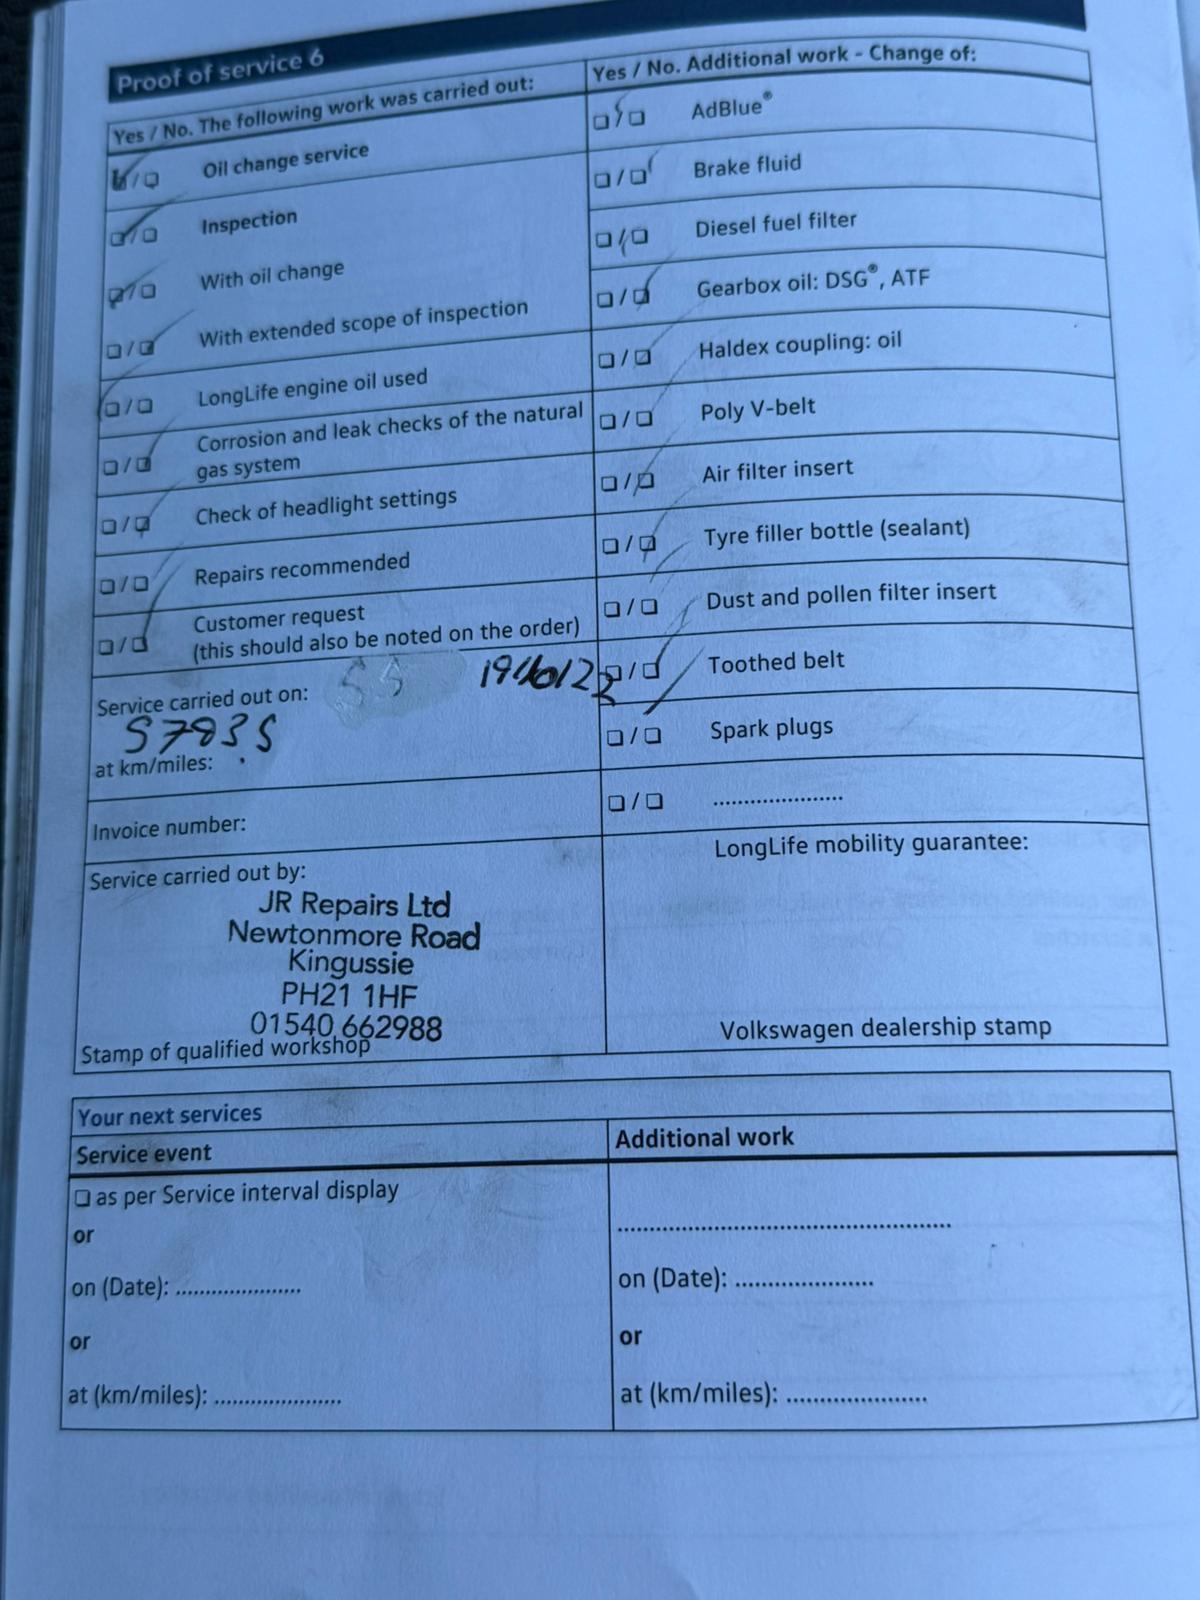 Proof of service 6
Yes / No. The following work was carried out:
❏ / ❏ Oil change service
❏ / ❏ Inspection
❏ / ❏ With oil change
❏ / ❏ With extended scope of inspection
❏ / ❏ LongLife engine oil used
❏ / ❏ Corrosion and leak checks of the natural
gas system
❏ / ❏ Check of headlight settings
❏ / ❏ Repairs recommended
❏ / ❏ Customer request
(this should also be noted on the order)
Service carried out on:
57835
at km/miles:
Invoice number:
Service carried out by:
JR Repairs Ltd
Newtonmore Road
Kingussie
PH21 1HF
01540 662988
Stamp of qualified workshop
Yes / No. Additional work - Change of:
❏ / ❏ AdBlue®
❏ / ❏ Brake fluid
❏ / ❏ Diesel fuel filter
❏ / ❏ Gearbox oil: DSG®, ATF
❏ / ❏ Haldex coupling: oil
❏ / ❏ Poly V-belt
❏ / ❏ Air filter insert
❏ / ❏ Tyre filler bottle (sealant)
❏ / ❏ Dust and pollen filter insert
❏ / ❏ Toothed belt
❏ / ❏ Spark plugs
❏ / ❏ ......................
LongLife mobility guarantee:
Volkswagen dealership stamp
Your next services
Service event
❏ as per Service interval display
or
on (Date): .....................
or
at (km/miles): .....................
Additional work
.....................................................
on (Date): .....................
or
at (km/miles): .....................